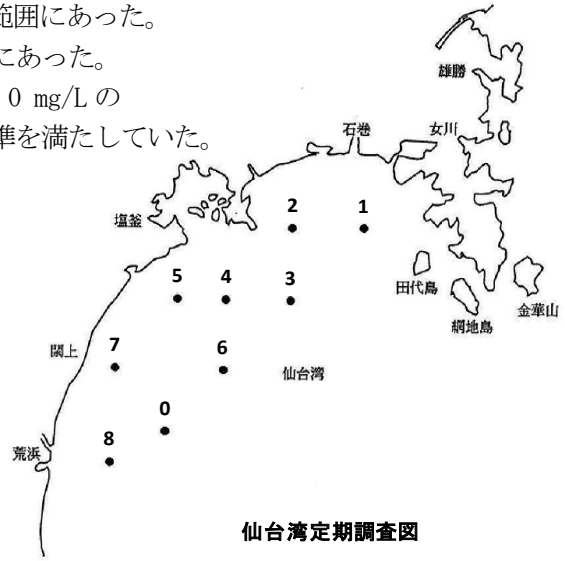 範囲にあった。
にあった。
0 mg/L の
準を満たしていた。
雄勝
石巻
女川
塩釜
2
1
5
4
3
田代島
網地島
金華山
閖上
7
6
仙台湾
0
荒浜
8
仙台湾定期調査図